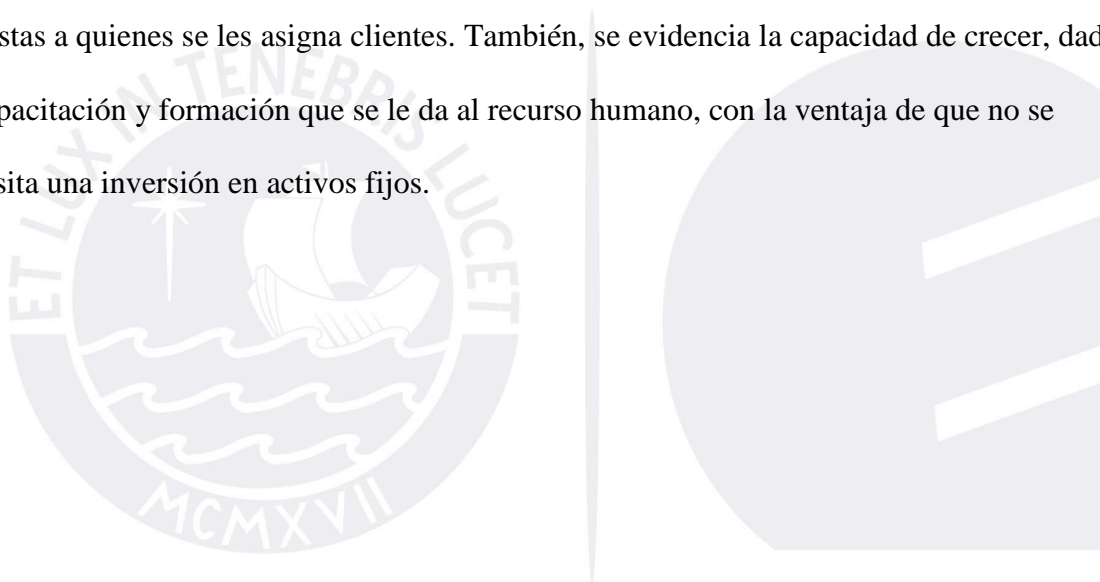 stas a quienes se les asigna clientes. También, se evidencia la capacidad de crecer, dad
pacitación y formación que se le da al recurso humano, con la ventaja de que no se
sita una inversión en activos fijos.
ET LUX IN TENEBRIS LUCET
MCMXVII